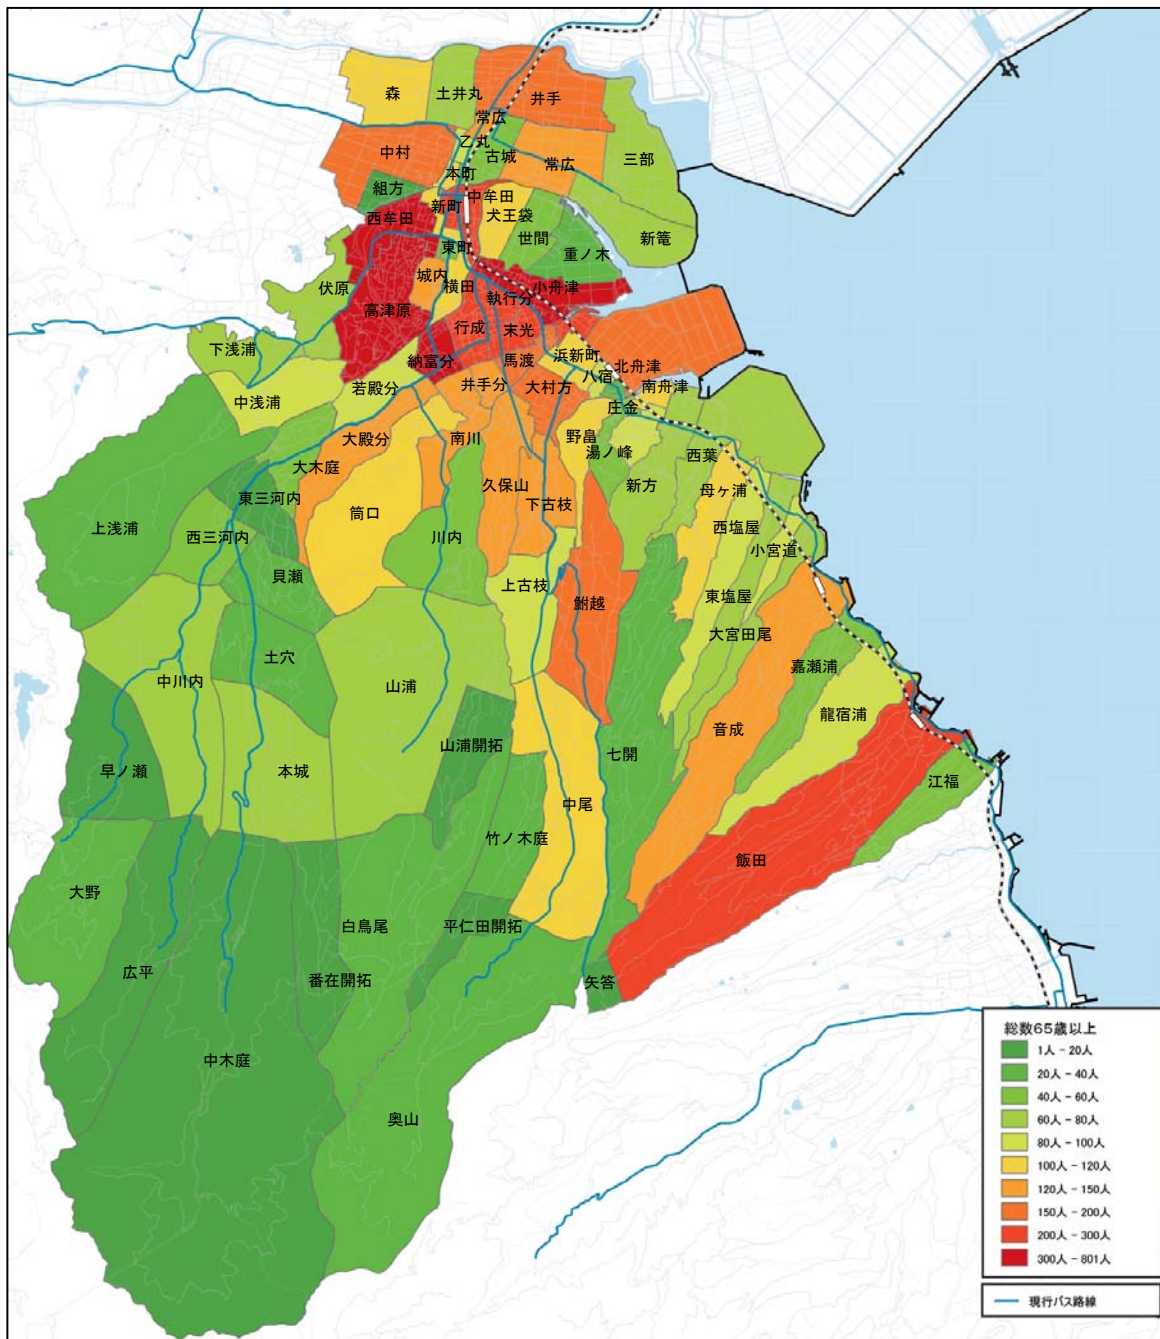 森
土井丸
井手
常広
乙丸
古城
常広
三部
中村
本町
組方
中牟田
新町
犬王袋
西牟田
世間
新篭
東町
重ノ木
城内
伏原
横田
小舟津
執行分
高津原
行成
末光
下浅浦
納富分
馬渡
浜新町
北舟津
若殿分
井手分
大村方
八宿
南舟津
中浅浦
庄金
大殿分
南川
野畠
湯ノ峰
西葉
大木庭
久保山
新方
母ヶ浦
東三河内
下古枝
筒口
西塩屋
上浅浦
西三河内
川内
小宮道
貝瀬
上古枝
鮒越
東塩屋
大宮田尾
土穴
嘉瀬浦
中川内
山浦
龍宿浦
音成
山浦開拓
七開
早ノ瀬
本城
江福
中尾
竹ノ木庭
飯田
大野
白鳥尾
平仁田開拓
広平
番在開拓
矢答
中木庭
奥山
総数65歳以上
1人 - 20人
20人 - 40人
40人 - 60人
60人 - 80人
80人 - 100人
100人 - 120人
120人 - 150人
150人 - 200人
200人 - 300人
300人 - 801人
現行バス路線